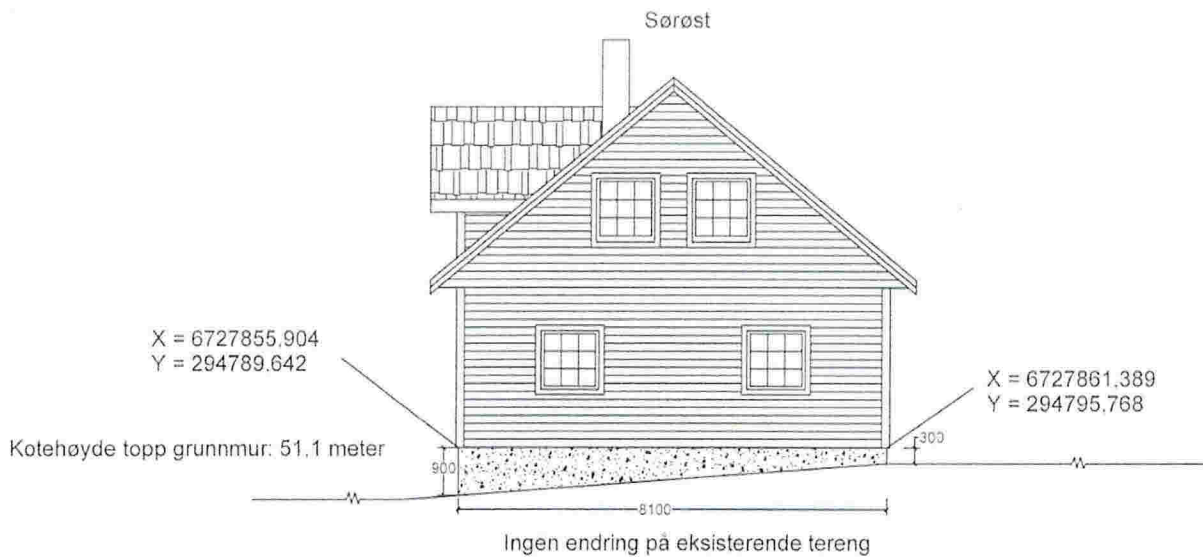 Sørøst
X = 6727855.904
Y = 294789.642
X = 6727861.389
Y = 294795.768
Kotehøyde topp grunnmur: 51.1 meter
300
900
8100
Ingen endring på eksisterende tereng